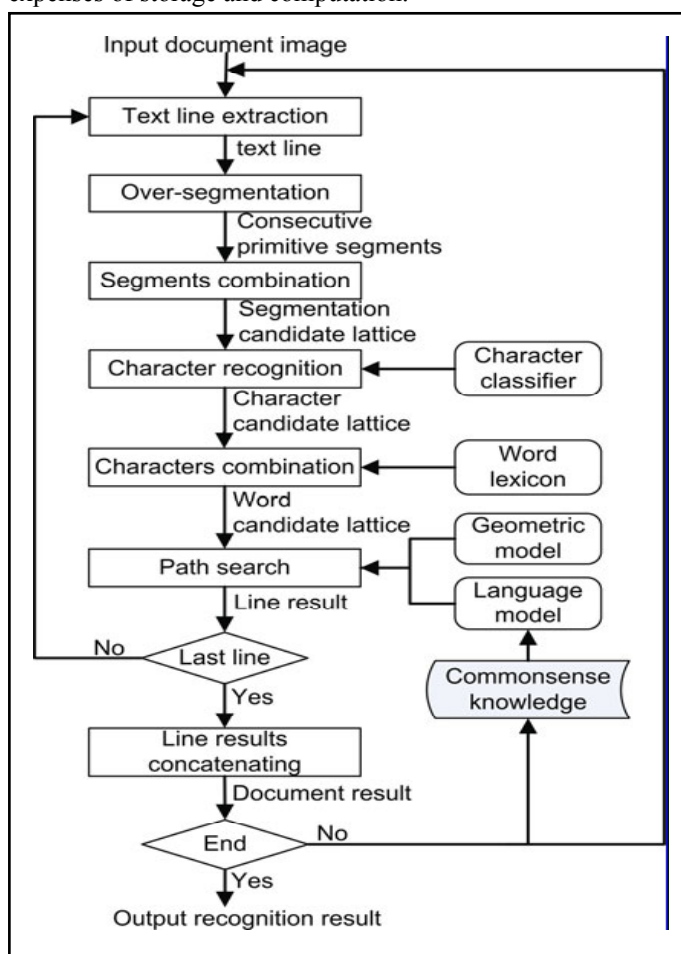 expenses of storage and computation.
Input document image
Text line extraction
text line
Over-segmentation
Consecutive
primitive segments
Segments combination
Segmentation
candidate lattice
Character recognition
Character
classifier
Character
candidate lattice
Characters combination
Word
lexicon
Word
candidate lattice
Geometric
model
Path search
Language
model
Line result
No
Last line
Commonsense
knowledge
Yes
Line results
concatenating
Document result
End
No
Yes
Output recognition result